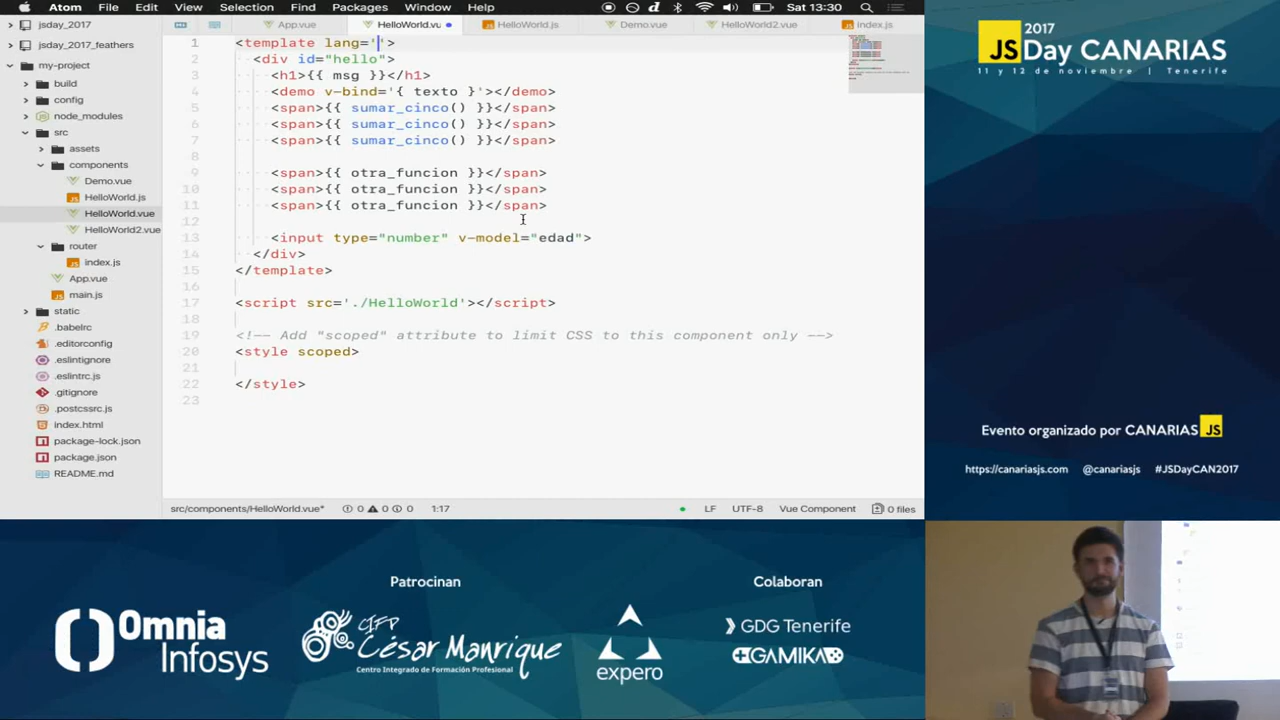 Atom File Edit View Selection Find Packages Window Help Sat 13:30
jsday_2017
jsday_2017_feathers
my-project
build
config
node_modules
src
assets
components
Demo.vue
HelloWorld.js
HelloWorld.vue
HelloWorld2.vue
router
index.js
App.vue
main.js
static
.babelrc
.editorconfig
.eslintignore
.eslintrc.js
.gitignore
.postcssrc.js
index.html
package-lock.json
package.json
README.md
App.vue HelloWorld.vu HelloWorld.js Demo.vue HelloWorld2.vue index.js
1 <template lang=''>
2 <div id="hello">
3 <h1>{{ msg }}</h1>
4 <demo v-bind='{ texto }'></demo>
5 <span>{{ sumar_cinco() }}</span>
6 <span>{{ sumar_cinco() }}</span>
7 <span>{{ sumar_cinco() }}</span>
8
9 <span>{{ otra_funcion }}</span>
10 <span>{{ otra_funcion }}</span>
11 <span>{{ otra_funcion }}</span>
12
13 <input type="number" v-model="edad">
14 </div>
15 </template>
16
17 <script src='./HelloWorld'></script>
18
19 <!-- Add "scoped" attribute to limit CSS to this component only -->
20 <style scoped>
21
22 </style>
23
src/components/HelloWorld.vue* 0 0 0 1:17 LF UTF-8 Vue Component 0 files
2017
JSDay CANARIAS
11 y 12 de noviembre | Tenerife
Evento organizado por CANARIAS JS
https://canariasjs.com @canariasjs #JSDayCAN2017
Patrocinan
Omnia
Infosys
CIFP
César Manrique
Centro Integrado de Formación Profesional
expero
Colaboran
GDG Tenerife
GAMIKA